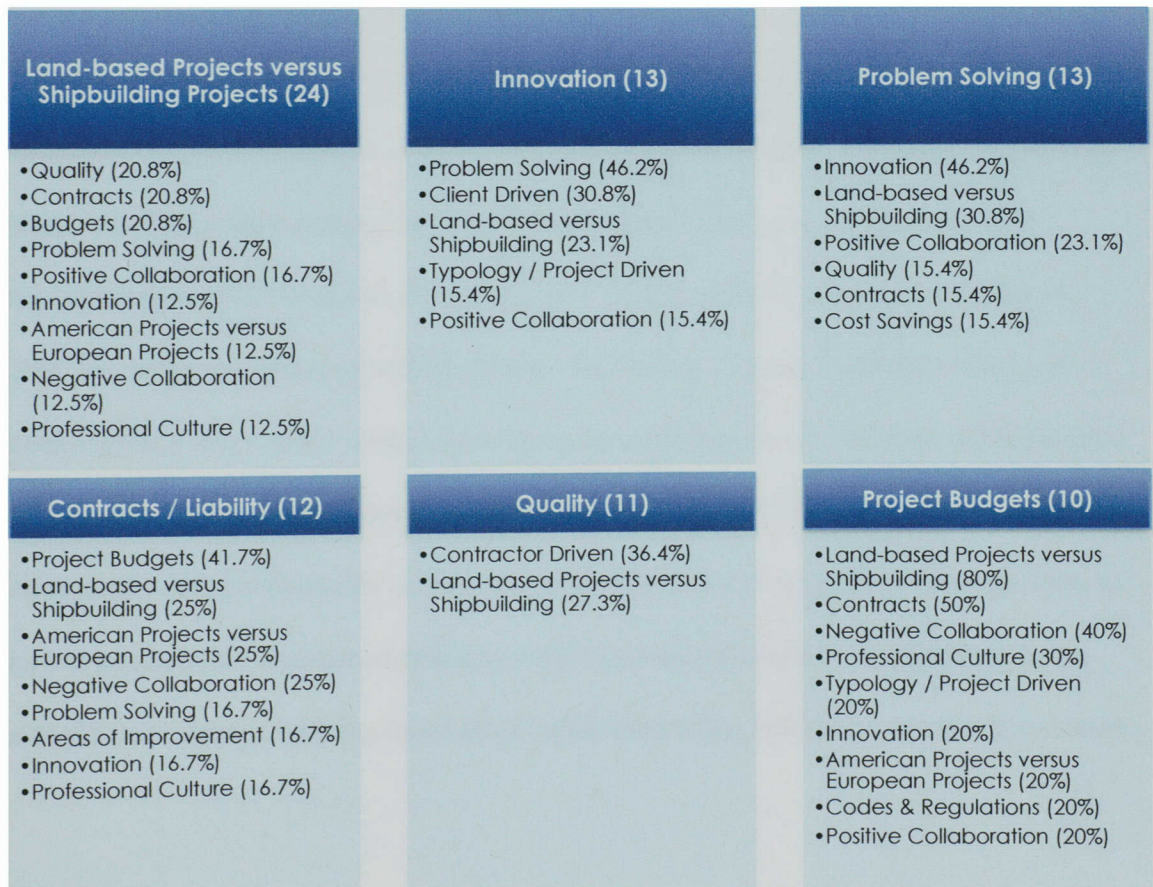 Land-based Projects versus
Shipbuilding Projects (24)
•Quality (20.8%)
•Contracts (20.8%)
•Budgets (20.8%)
•Problem Solving (16.7%)
•Positive Collaboration (16.7%)
•Innovation (12.5%)
•American Projects versus
European Projects (12.5%)
•Negative Collaboration
(12.5%)
•Professional Culture (12.5%)
Innovation (13)
•Problem Solving (46.2%)
•Client Driven (30.8%)
•Land-based versus
Shipbuilding (23.1%)
•Typology / Project Driven
(15.4%)
•Positive Collaboration (15.4%)
Problem Solving (13)
•Innovation (46.2%)
•Land-based versus
Shipbuilding (30.8%)
•Positive Collaboration (23.1%)
•Quality (15.4%)
•Contracts (15.4%)
•Cost Savings (15.4%)
Contracts / Liability (12)
•Project Budgets (41.7%)
•Land-based versus
Shipbuilding (25%)
•American Projects versus
European Projects (25%)
•Negative Collaboration (25%)
•Problem Solving (16.7%)
•Areas of Improvement (16.7%)
•Innovation (16.7%)
•Professional Culture (16.7%)
Quality (11)
•Contractor Driven (36.4%)
•Land-based Projects versus
Shipbuilding (27.3%)
Project Budgets (10)
•Land-based Projects versus
Shipbuilding (80%)
•Contracts (50%)
•Negative Collaboration (40%)
•Professional Culture (30%)
•Typology / Project Driven
(20%)
•Innovation (20%)
•American Projects versus
European Projects (20%)
•Codes & Regulations (20%)
•Positive Collaboration (20%)